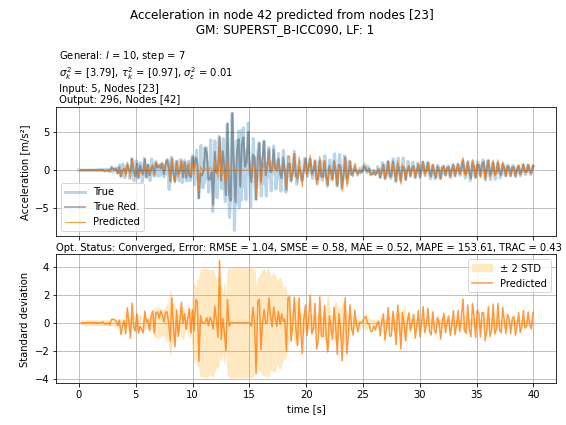 Acceleration in node 42 predicted from nodes [23]
GM: SUPERST_B-ICC090, LF: 1
General: l = 10, step = 7
σ²ₖ = [3.79], τ²ₖ = [0.97], σ²ε = 0.01
Input: 5, Nodes [23]
Output: 296, Nodes [42]
Acceleration [m/s²]
5
0
−5
True
True Red.
Predicted
Opt. Status: Converged, Error: RMSE = 1.04, SMSE = 0.58, MAE = 0.52, MAPE = 153.61, TRAC = 0.43
Standard deviation
4
2
0
−2
−4
± 2 STD
Predicted
0 5 10 15 20 25 30 35 40
time [s]